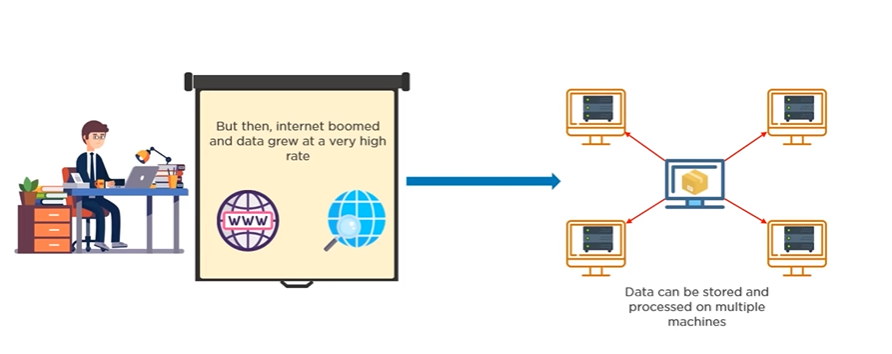 But then, internet boomed
and data grew at a very high
rate
WWW
Data can be stored and
processed on multiple
machines